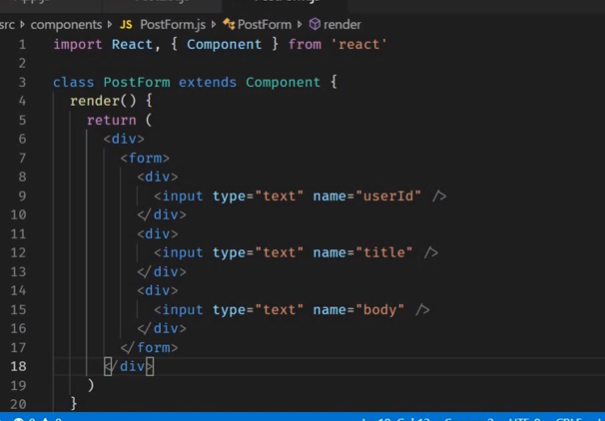 src › components › JS PostForm.js › PostForm › render
1 import React, { Component } from 'react'
2
3 class PostForm extends Component {
4 render() {
5 return (
6 <div>
7 <form>
8 <div>
9 <input type="text" name="userId" />
10 </div>
11 <div>
12 <input type="text" name="title" />
13 </div>
14 <div>
15 <input type="text" name="body" />
16 </div>
17 </form>
18 </div>
19 )
20 }